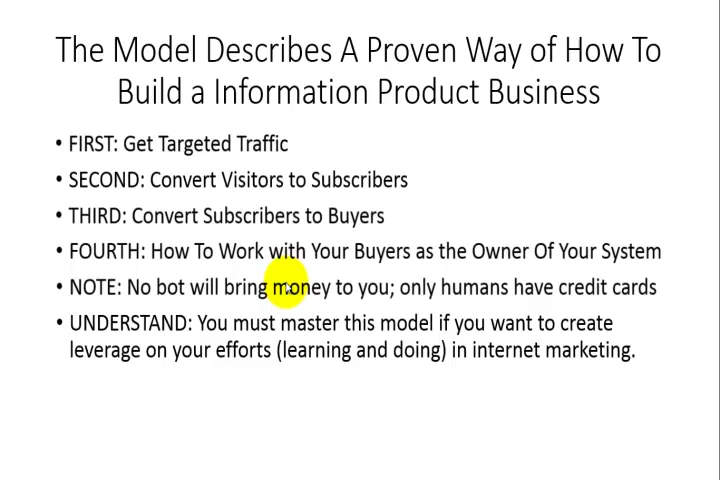 The Model Describes A Proven Way of How To
Build a Information Product Business
• FIRST: Get Targeted Traffic
• SECOND: Convert Visitors to Subscribers
• THIRD: Convert Subscribers to Buyers
• FOURTH: How To Work with Your Buyers as the Owner Of Your System
• NOTE: No bot will bring money to you; only humans have credit cards
• UNDERSTAND: You must master this model if you want to create
leverage on your efforts (learning and doing) in internet marketing.